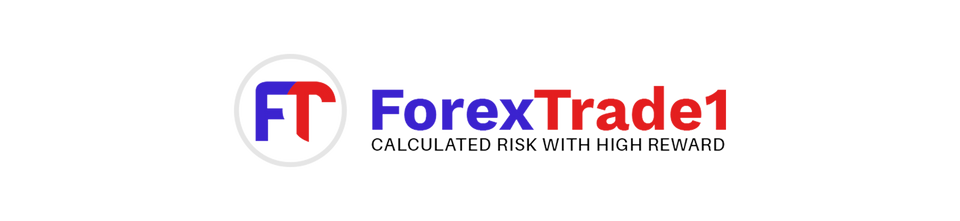 FT
ForexTrade1
CALCULATED RISK WITH HIGH REWARD